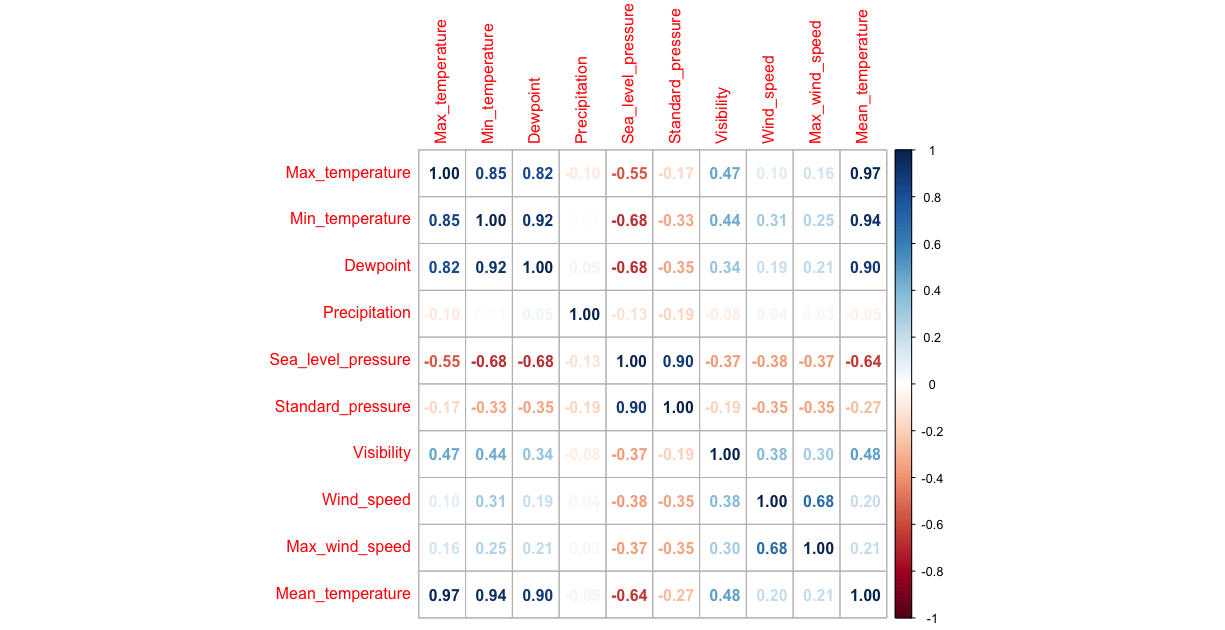 Max_temperature Min_temperature Dewpoint Precipitation Sea_level_pressure Standard_pressure Visibility Wind_speed Max_wind_speed Mean_temperature
Max_temperature 1.00 0.85 0.82 -0.10 -0.55 -0.17 0.47 0.10 0.16 0.97
Min_temperature 0.85 1.00 0.92 -0.68 -0.33 0.44 0.31 0.25 0.94
Dewpoint 0.82 0.92 1.00 0.05 -0.68 -0.35 0.34 0.19 0.21 0.90
Precipitation -0.10 0.05 1.00 -0.13 -0.19 -0.08 0.04 0.03 -0.05
Sea_level_pressure -0.55 -0.68 -0.68 -0.13 1.00 0.90 -0.37 -0.38 -0.37 -0.64
Standard_pressure -0.17 -0.33 -0.35 -0.19 0.90 1.00 -0.19 -0.35 -0.35 -0.27
Visibility 0.47 0.44 0.34 -0.08 -0.37 -0.19 1.00 0.38 0.30 0.48
Wind_speed 0.10 0.31 0.19 0.04 -0.38 -0.35 0.38 1.00 0.68 0.20
Max_wind_speed 0.16 0.25 0.21 0.03 -0.37 -0.35 0.30 0.68 1.00 0.21
Mean_temperature 0.97 0.94 0.90 -0.05 -0.64 -0.27 0.48 0.20 0.21 1.00
1
0.8
0.6
0.4
0.2
0
-0.2
-0.4
-0.6
-0.8
-1